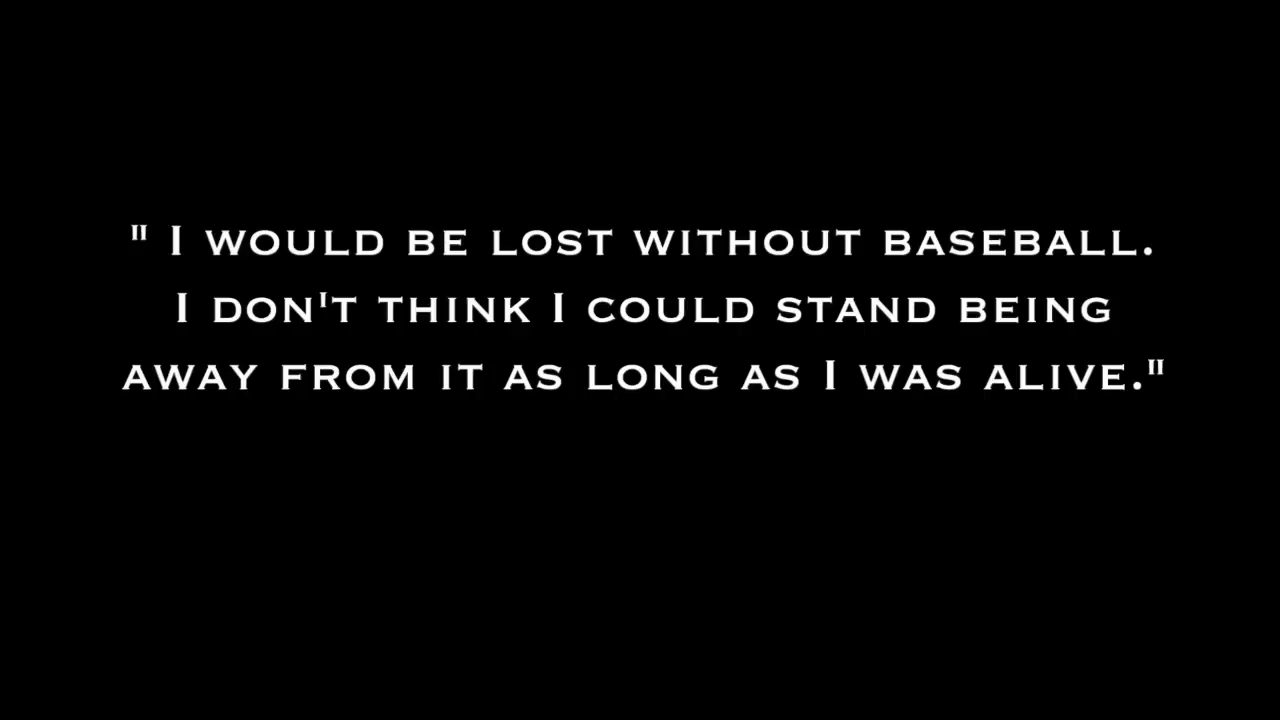 " I WOULD BE LOST WITHOUT BASEBALL.
I DON'T THINK I COULD STAND BEING
AWAY FROM IT AS LONG AS I WAS ALIVE."